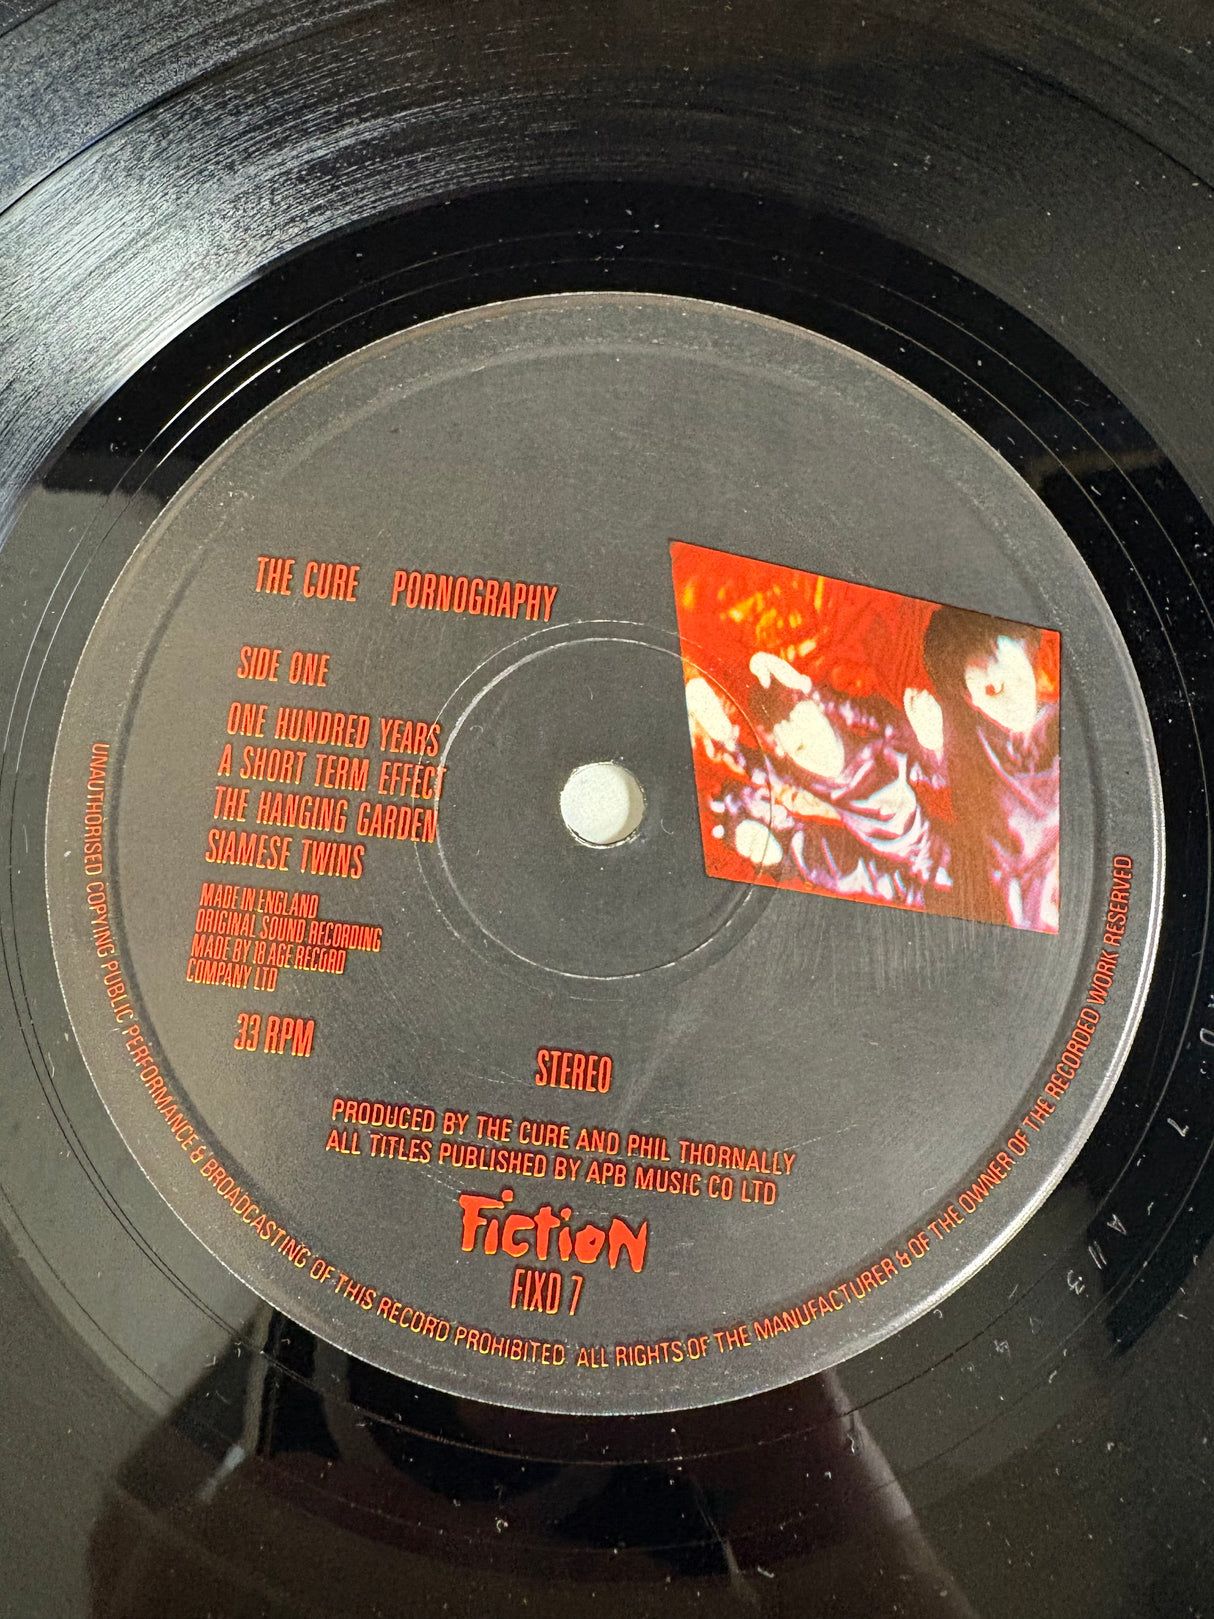 THE CURE PORNOGRAPHY
SIDE ONE
ONE HUNDRED YEARS
A SHORT TERM EFFECT
THE HANGING GARDEN
SIAMESE TWINS
MADE IN ENGLAND
ORIGINAL SOUND RECORDING
MADE BY 18 AGE RECORD
COMPANY LTD
33 RPM
STEREO
PRODUCED BY THE CURE AND PHIL THORNALLY
ALL TITLES PUBLISHED BY APB MUSIC CO LTD
Fiction
FIXD 7
UNAUTHORISED COPYING PUBLIC PERFORMANCE & BROADCASTING OF THIS RECORD PROHIBITED ALL RIGHTS OF THE MANUFACTURER & OF THE OWNER OF THE RECORDED WORK RESERVED